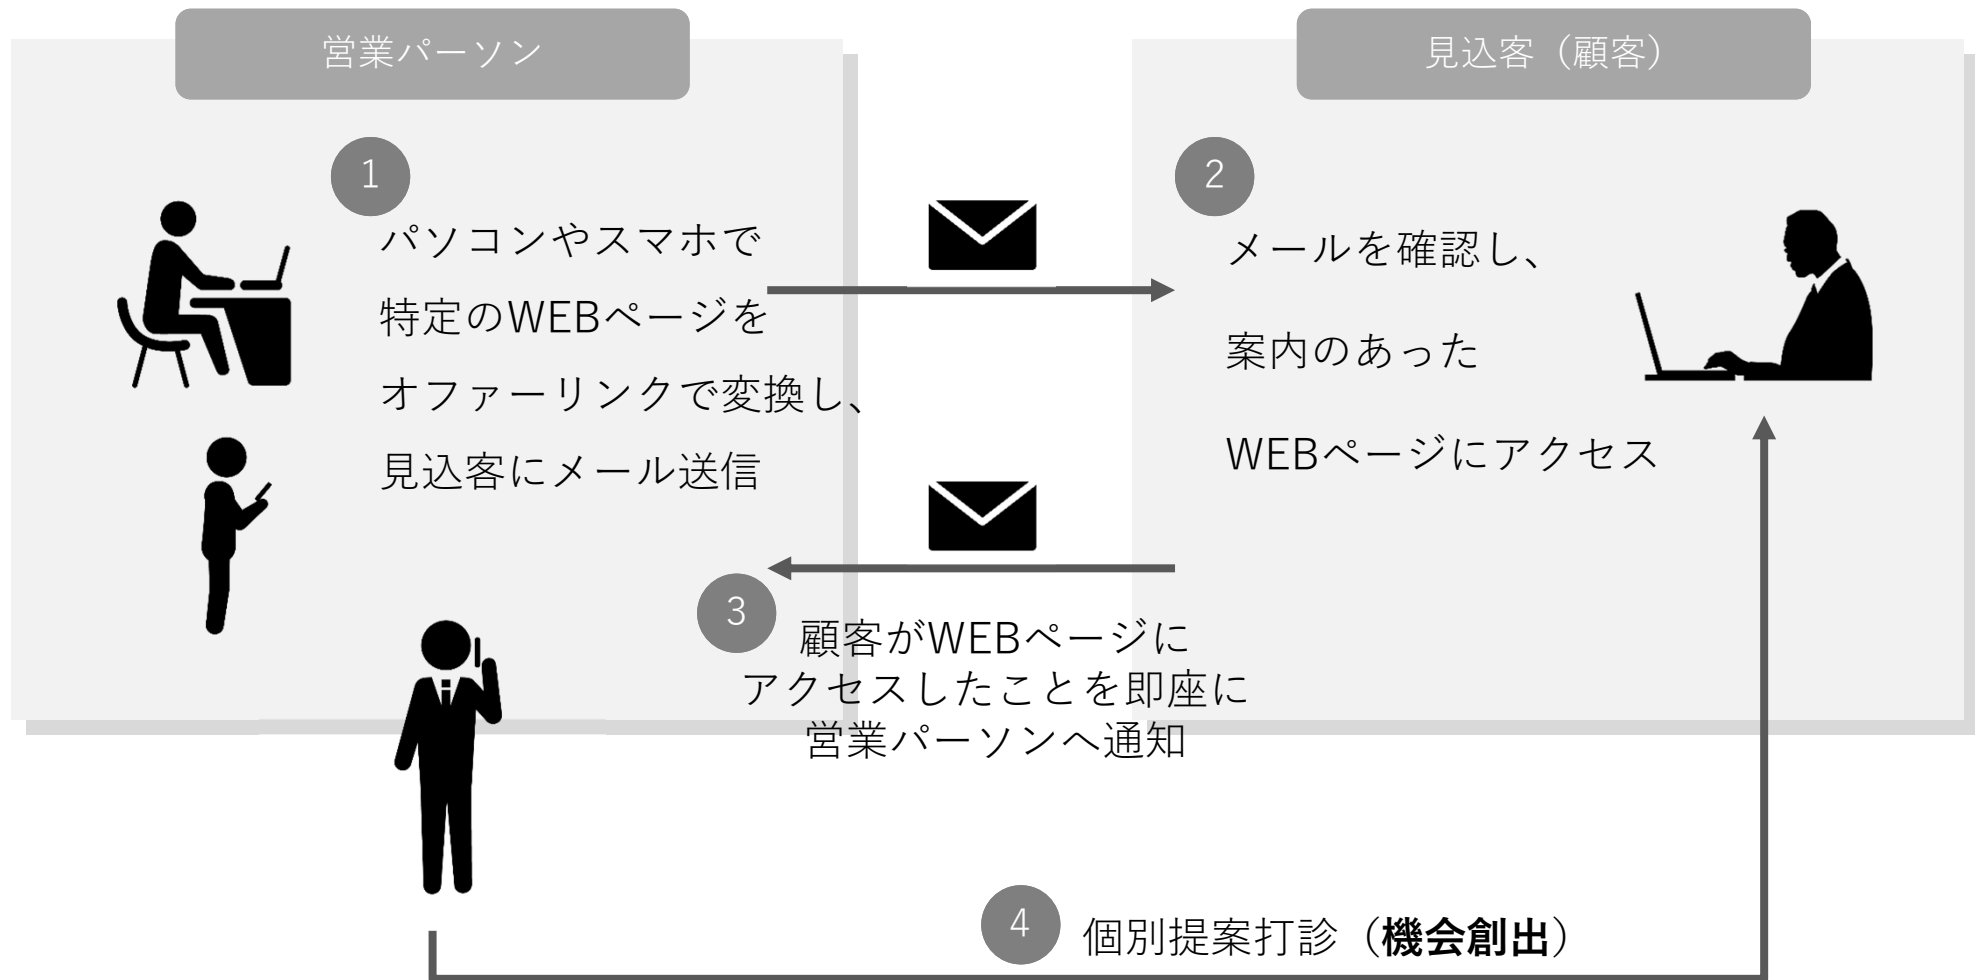 営業パーソン
見込客（顧客）
1
パソコンやスマホで
特定のWEBページを
オファーリンクで変換し、
見込客にメール送信
2
メールを確認し、
案内のあった
WEBページにアクセス
3
顧客がWEBページに
アクセスしたことを即座に
営業パーソンへ通知
4
個別提案打診（機会創出）